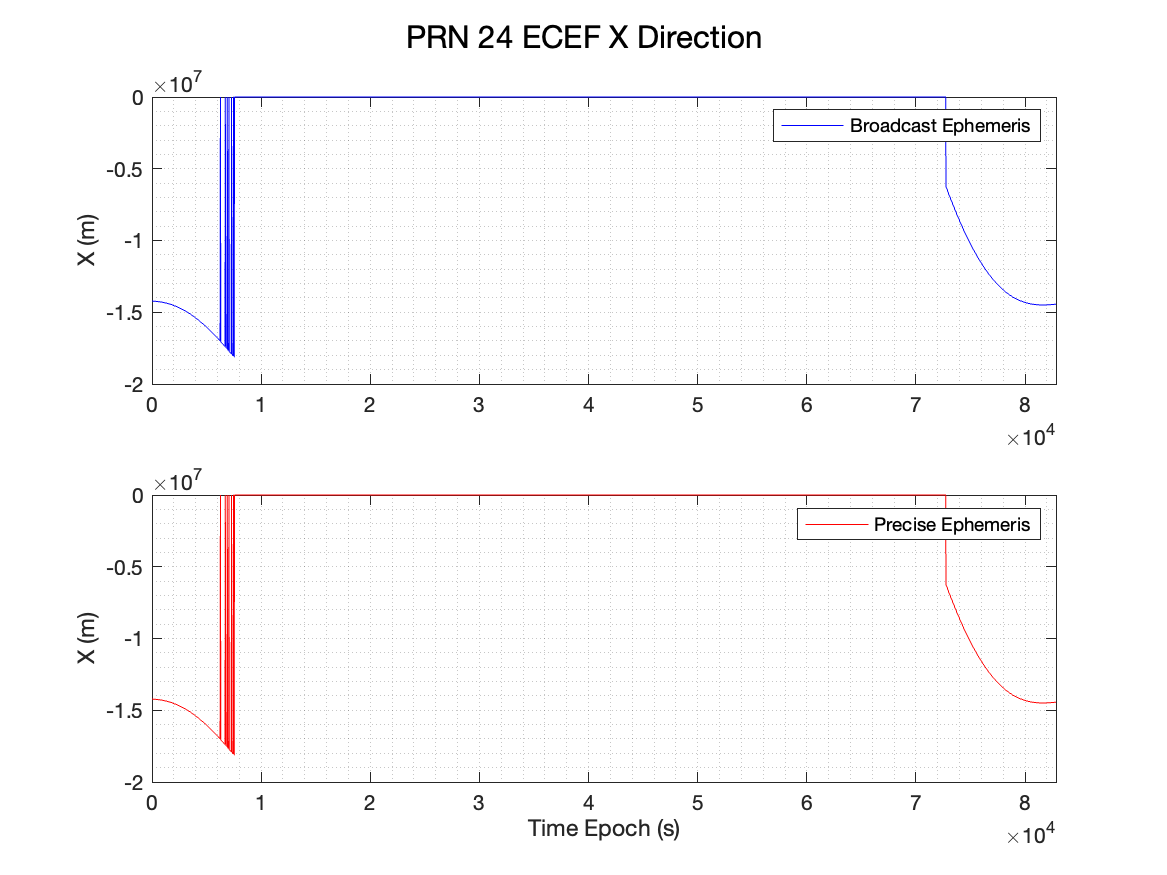 PRN 24 ECEF X Direction
×10^7
0
-0.5
-1
-1.5
-2
X (m)
Broadcast Ephemeris
0 1 2 3 4 5 6 7 8
×10^4
×10^7
0
-0.5
-1
-1.5
-2
X (m)
Precise Ephemeris
0 1 2 3 4 5 6 7 8
Time Epoch (s)
×10^4